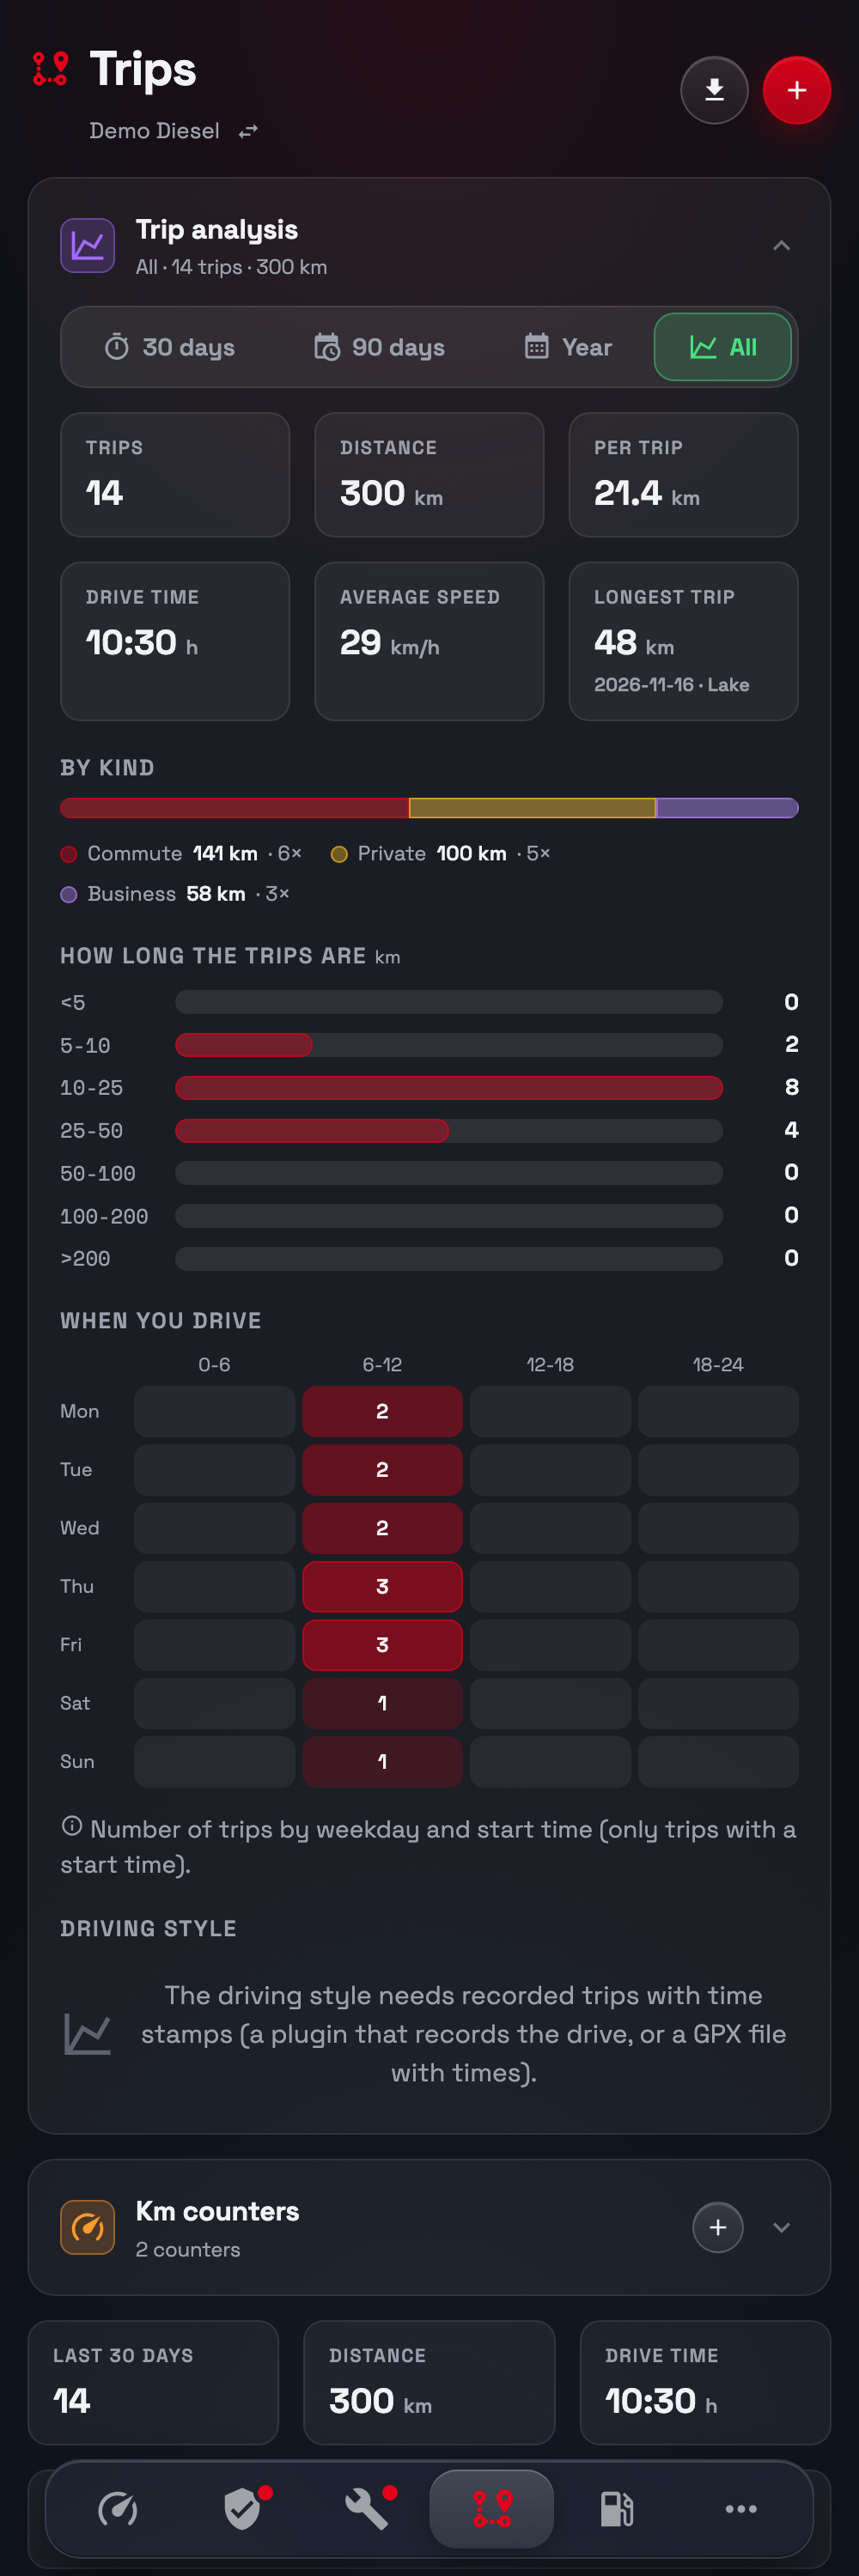 Trips
Demo Diesel
Trip analysis
All · 14 trips · 300 km
30 days 90 days Year All
TRIPS DISTANCE PER TRIP
14 300 km 21.4 km
DRIVE TIME AVERAGE SPEED LONGEST TRIP
10:30 h 29 km/h 48 km
2026-11-16 · Lake
BY KIND
Commute 141 km · 6× Private 100 km · 5×
Business 58 km · 3×
HOW LONG THE TRIPS ARE km
<5 0
5-10 2
10-25 8
25-50 4
50-100 0
100-200 0
>200 0
WHEN YOU DRIVE
0-6 6-12 12-18 18-24
Mon 2
Tue 2
Wed 2
Thu 3
Fri 3
Sat 1
Sun 1
Number of trips by weekday and start time (only trips with a
start time).
DRIVING STYLE
The driving style needs recorded trips with time
stamps (a plugin that records the drive, or a GPX file
with times).
Km counters
2 counters
LAST 30 DAYS DISTANCE DRIVE TIME
14 300 km 10:30 h